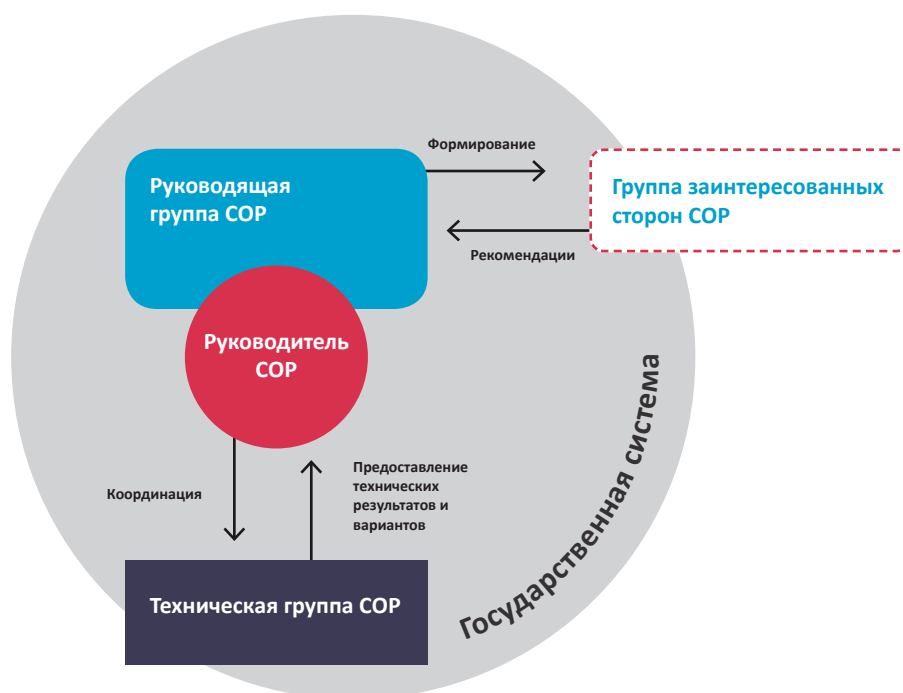 Формирование
Руководящая
группа СОР
Группа заинтересованных
сторон СОР
Рекомендации
Руководитель
СОР
Координация
Предоставление
технических
результатов и
вариантов
Техническая группа СОР
Государственная система